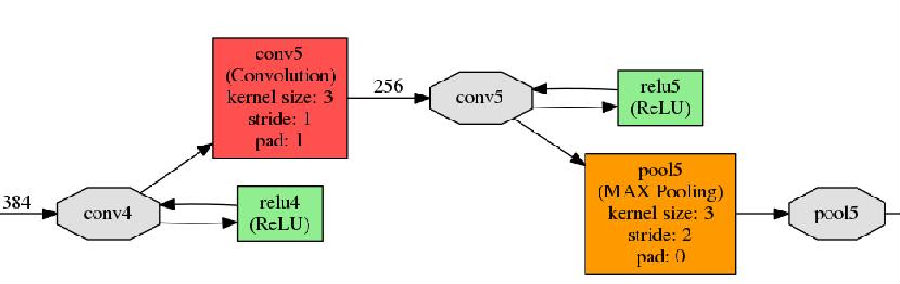 384
conv4
conv5
(Convolution)
kernel size: 3
stride: 1
pad: 1
relu4
(ReLU)
256
conv5
relu5
(ReLU)
pool5
(MAX Pooling)
kernel size: 3
stride: 2
pad: 0
pool5